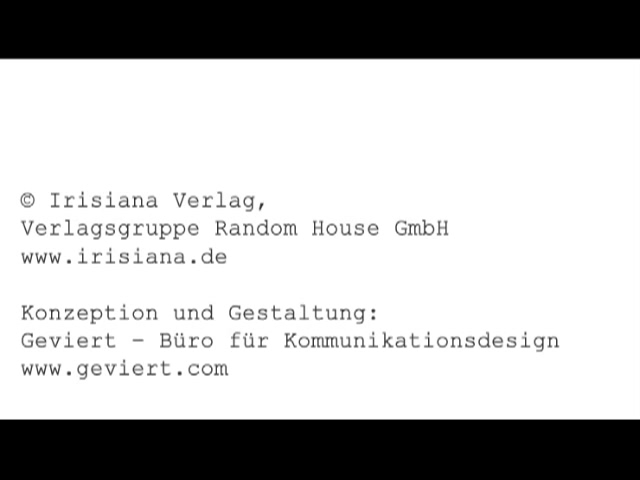 © Irisiana Verlag,
Verlagsgruppe Random House GmbH
www.irisiana.de
Konzeption und Gestaltung:
Geviert - Büro für Kommunikationsdesign
www.geviert.com